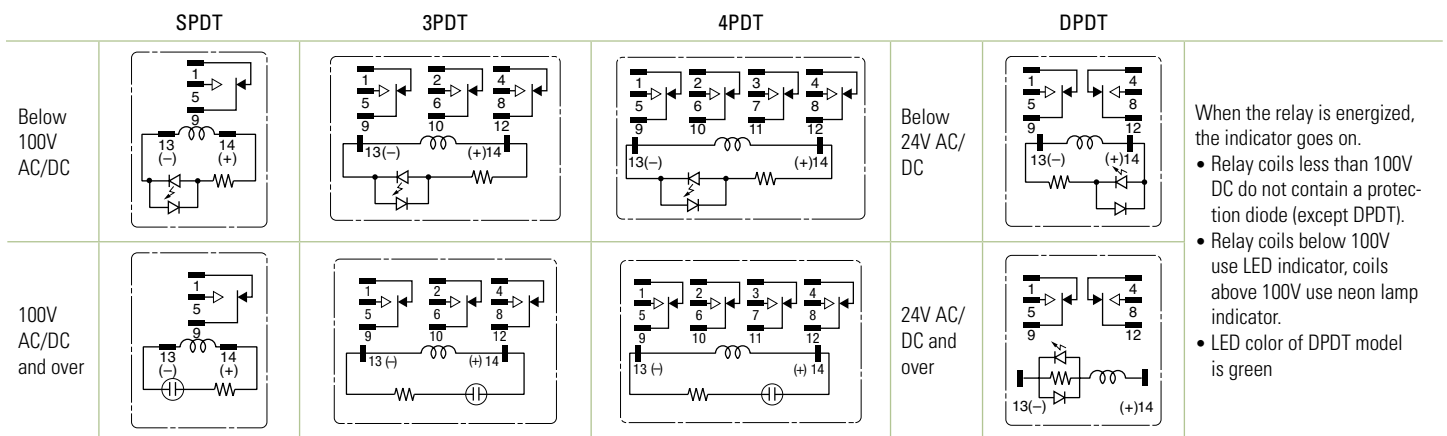 SPDT
3PDT
4PDT
DPDT
Below
100V
AC/DC
1
5
9
13
(–)
14
(+)
1
2
4
5
6
8
9
10
12
13(–)
(+)14
1
2
3
4
5
6
7
8
9
10
11
12
13(–)
(+)14
Below
24V AC/
DC
1
4
5
8
9
12
13(–)
(+)14
100V
AC/DC
and over
1
5
9
13
(–)
14
(+)
1
2
4
5
6
8
9
10
12
13 (–)
(+) 14
1
2
3
4
5
6
7
8
9
10
11
12
13 (–)
(+) 14
24V AC/
DC and
over
1
4
5
8
9
12
13(–)
(+)14
When the relay is energized,
the indicator goes on.
• Relay coils less than 100V
DC do not contain a protec-
tion diode (except DPDT).
• Relay coils below 100V
use LED indicator, coils
above 100V use neon lamp
indicator.
• LED color of DPDT model
is green